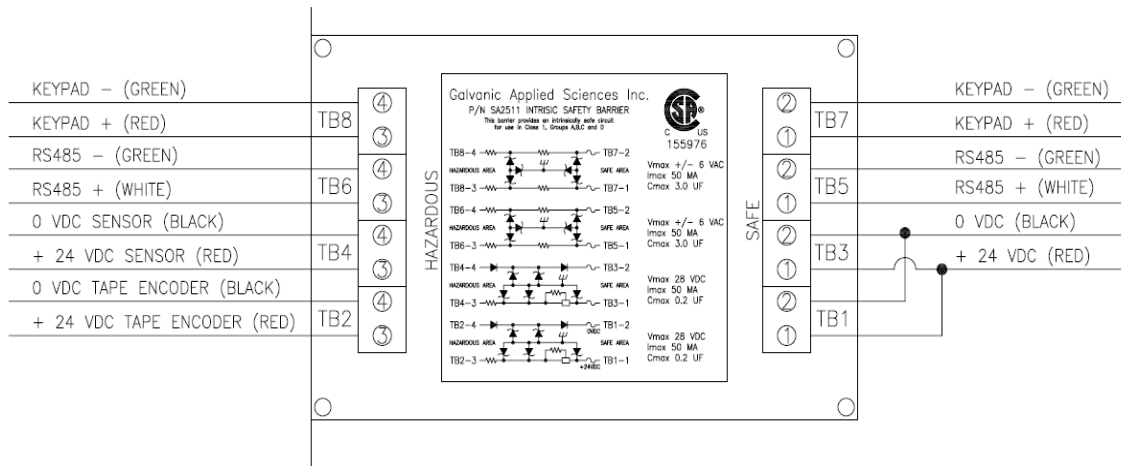 KEYPAD - (GREEN)
KEYPAD + (RED)
RS485 - (GREEN)
RS485 + (WHITE)
0 VDC SENSOR (BLACK)
+ 24 VDC SENSOR (RED)
0 VDC TAPE ENCODER (BLACK)
+ 24 VDC TAPE ENCODER (RED)
TB8
TB6
TB4
TB2
4
3
4
3
4
3
4
3
HAZARDOUS
Galvanic Applied Sciences Inc.
P/N SA2511 INTRISIC SAFETY BARRIER
This barrier provides an intrinsically safe circuit
for use in Class 1, Groups A,B,C and D
CSA ®
C US
155976
TB8-4 TB7-2
HAZARDOUS AREA SAFE AREA
TB8-3 TB7-1
Vmax +/- 6 VAC
Imax 50 MA
Cmax 3.0 UF
TB6-4 TB5-2
HAZARDOUS AREA SAFE AREA
TB6-3 TB5-1
Vmax +/- 6 VAC
Imax 50 MA
Cmax 3.0 UF
TB4-4 TB3-2
HAZARDOUS AREA SAFE AREA
TB4-3 TB3-1
Vmax 28 VDC
Imax 50 MA
Cmax 0.2 UF
TB2-4 TB1-2
0VDC
HAZARDOUS AREA SAFE AREA
TB2-3 TB1-1
+24VDC
Vmax 28 VDC
Imax 50 MA
Cmax 0.2 UF
SAFE
2
1
2
1
2
1
2
1
TB7
TB5
TB3
TB1
KEYPAD - (GREEN)
KEYPAD + (RED)
RS485 - (GREEN)
RS485 + (WHITE)
0 VDC (BLACK)
+ 24 VDC (RED)